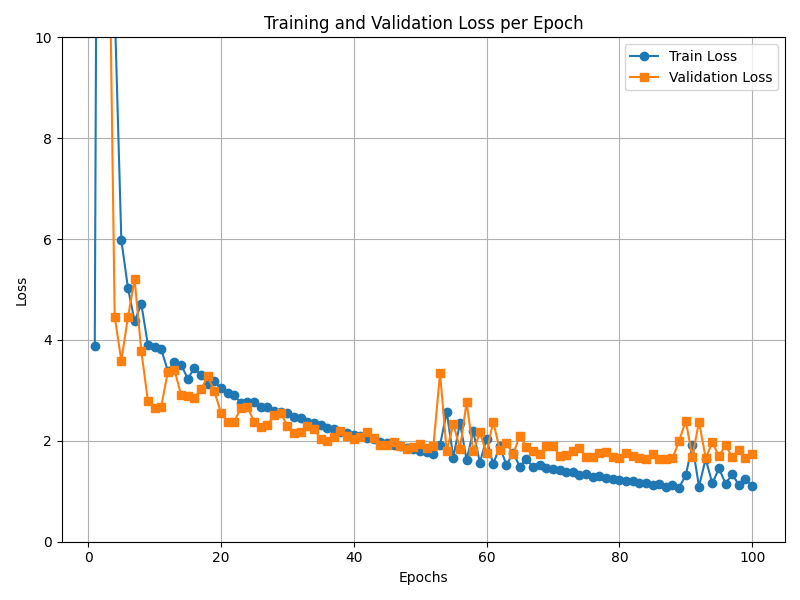 Training and Validation Loss per Epoch
Train Loss
Validation Loss
10
8
6
4
2
0
Loss
0 20 40 60 80 100
Epochs